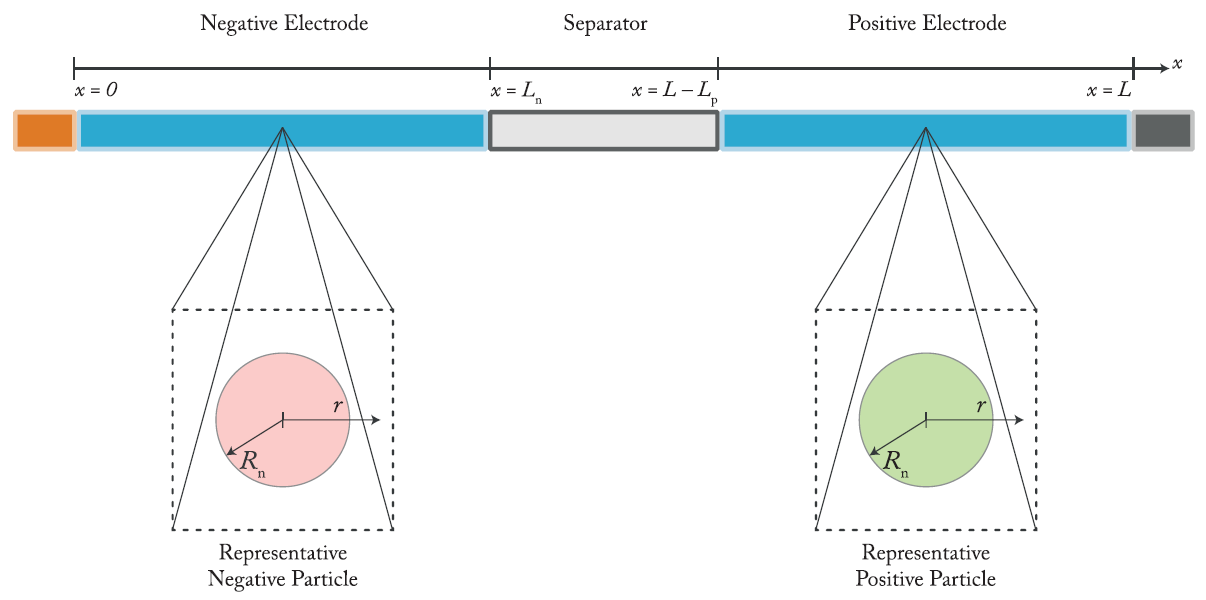 Negative Electrode
Separator
Positive Electrode
x
x = 0
x = Lₙ
x = L – Lₚ
x = L
r
Rₙ
r
Rₙ
Representative
Negative Particle
Representative
Positive Particle